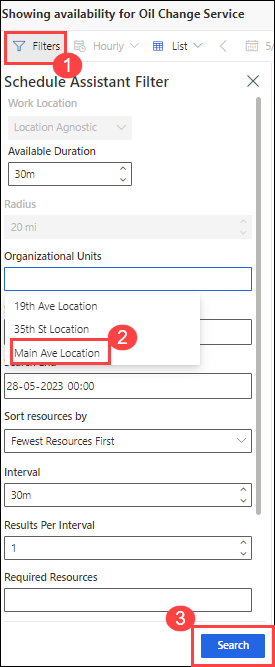 Showing availability for Oil Change Service
Filters Hourly List 5/
1
Schedule Assistant Filter
Work Location
Location Agnostic
Available Duration
30m
Radius
20 mi
Organizational Units
19th Ave Location
35th St Location
Main Ave Location
2
28-05-2023 00:00
Sort resources by
Fewest Resources First
Interval
30m
Results Per Interval
1
Required Resources
3
Search